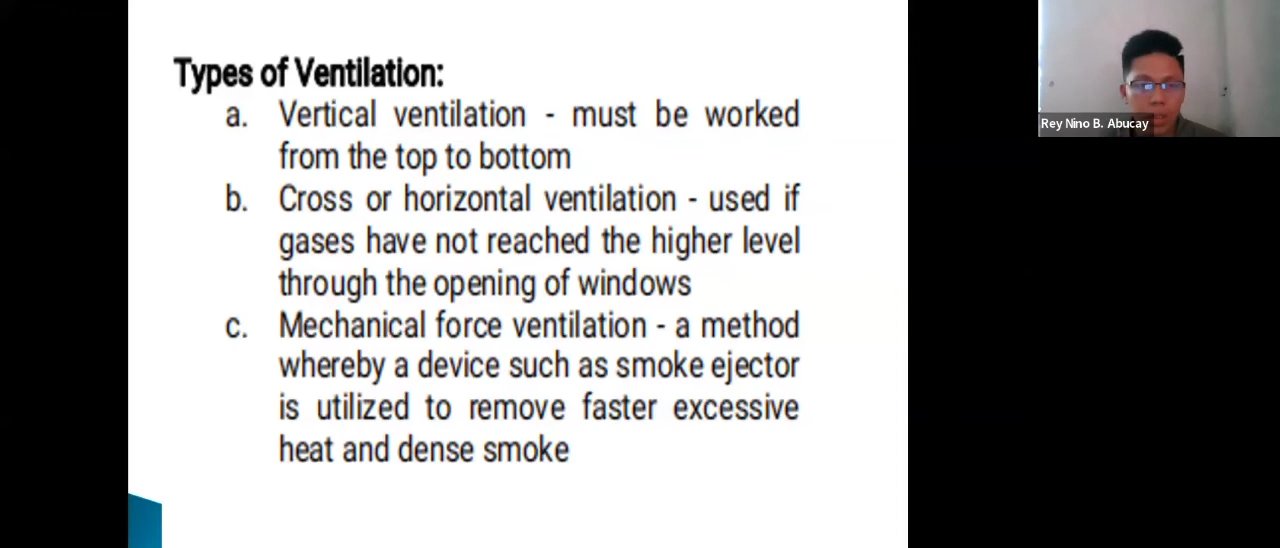 Types of Ventilation:
a. Vertical ventilation - must be worked
from the top to bottom
b. Cross or horizontal ventilation - used if
gases have not reached the higher level
through the opening of windows
c. Mechanical force ventilation - a method
whereby a device such as smoke ejector
is utilized to remove faster excessive
heat and dense smoke
Rey Nino B. Abucay